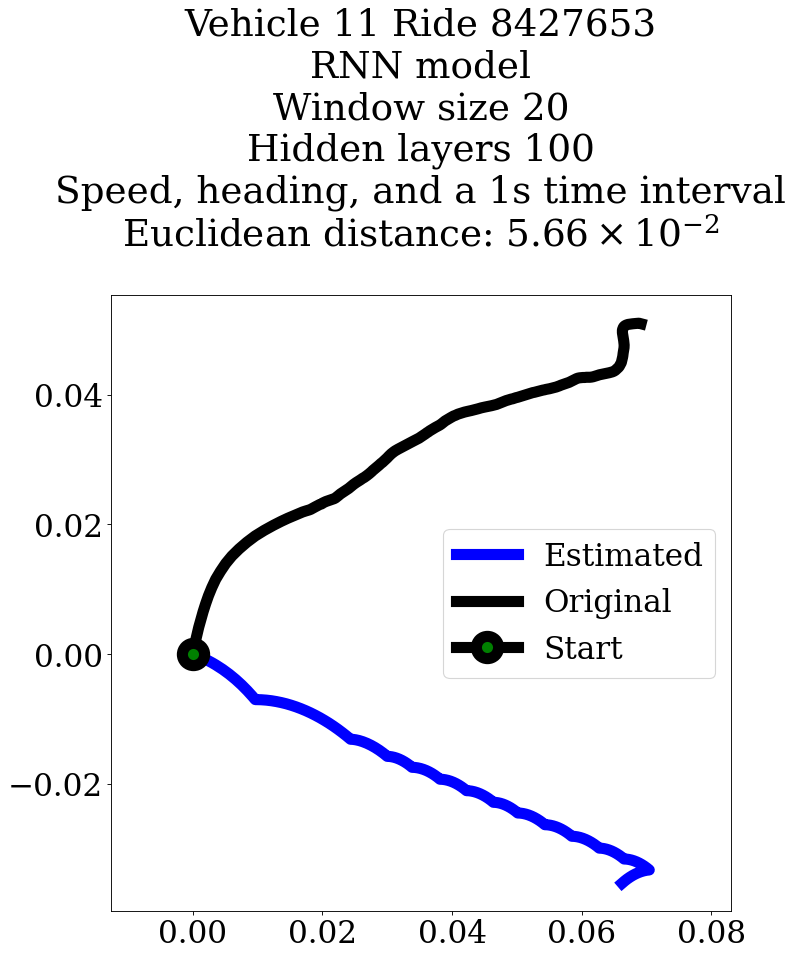 Vehicle 11 Ride 8427653
RNN model
Window size 20
Hidden layers 100
Speed, heading, and a 1s time interval
Euclidean distance: 5.66 × 10⁻²
0.04
0.02
0.00
−0.02
Estimated
Original
Start
0.00 0.02 0.04 0.06 0.08